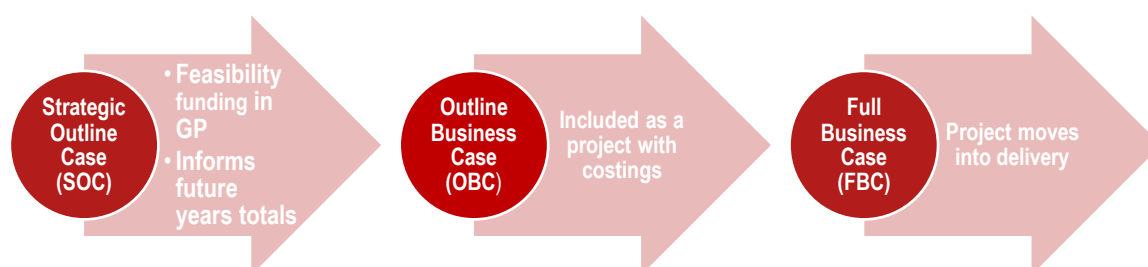 Strategic
Outline
Case
(SOC)
• Feasibility
funding in
GP
• Informs
future
years totals
Outline
Business
Case
(OBC)
Included as a
project with
costings
Full
Business
Case
(FBC)
Project moves
into delivery